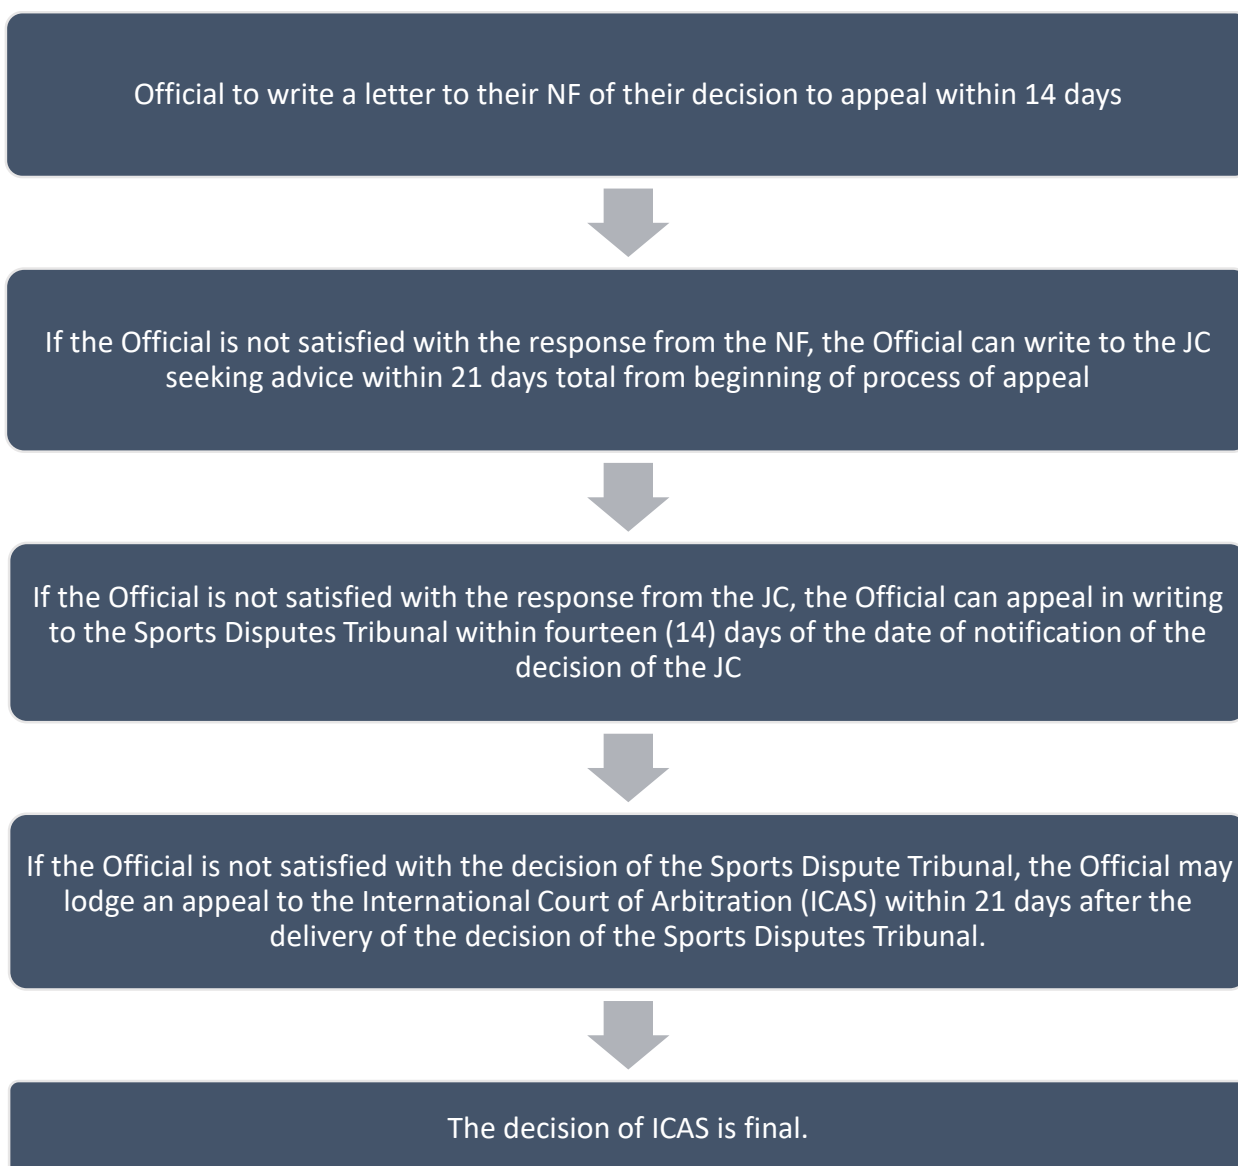 Official to write a letter to their NF of their decision to appeal within 14 days
If the Official is not satisfied with the response from the NF, the Official can write to the JC
seeking advice within 21 days total from beginning of process of appeal
If the Official is not satisfied with the response from the JC, the Official can appeal in writing
to the Sports Disputes Tribunal within fourteen (14) days of the date of notification of the
decision of the JC
If the Official is not satisfied with the decision of the Sports Dispute Tribunal, the Official may
lodge an appeal to the International Court of Arbitration (ICAS) within 21 days after the
delivery of the decision of the Sports Disputes Tribunal.
The decision of ICAS is final.